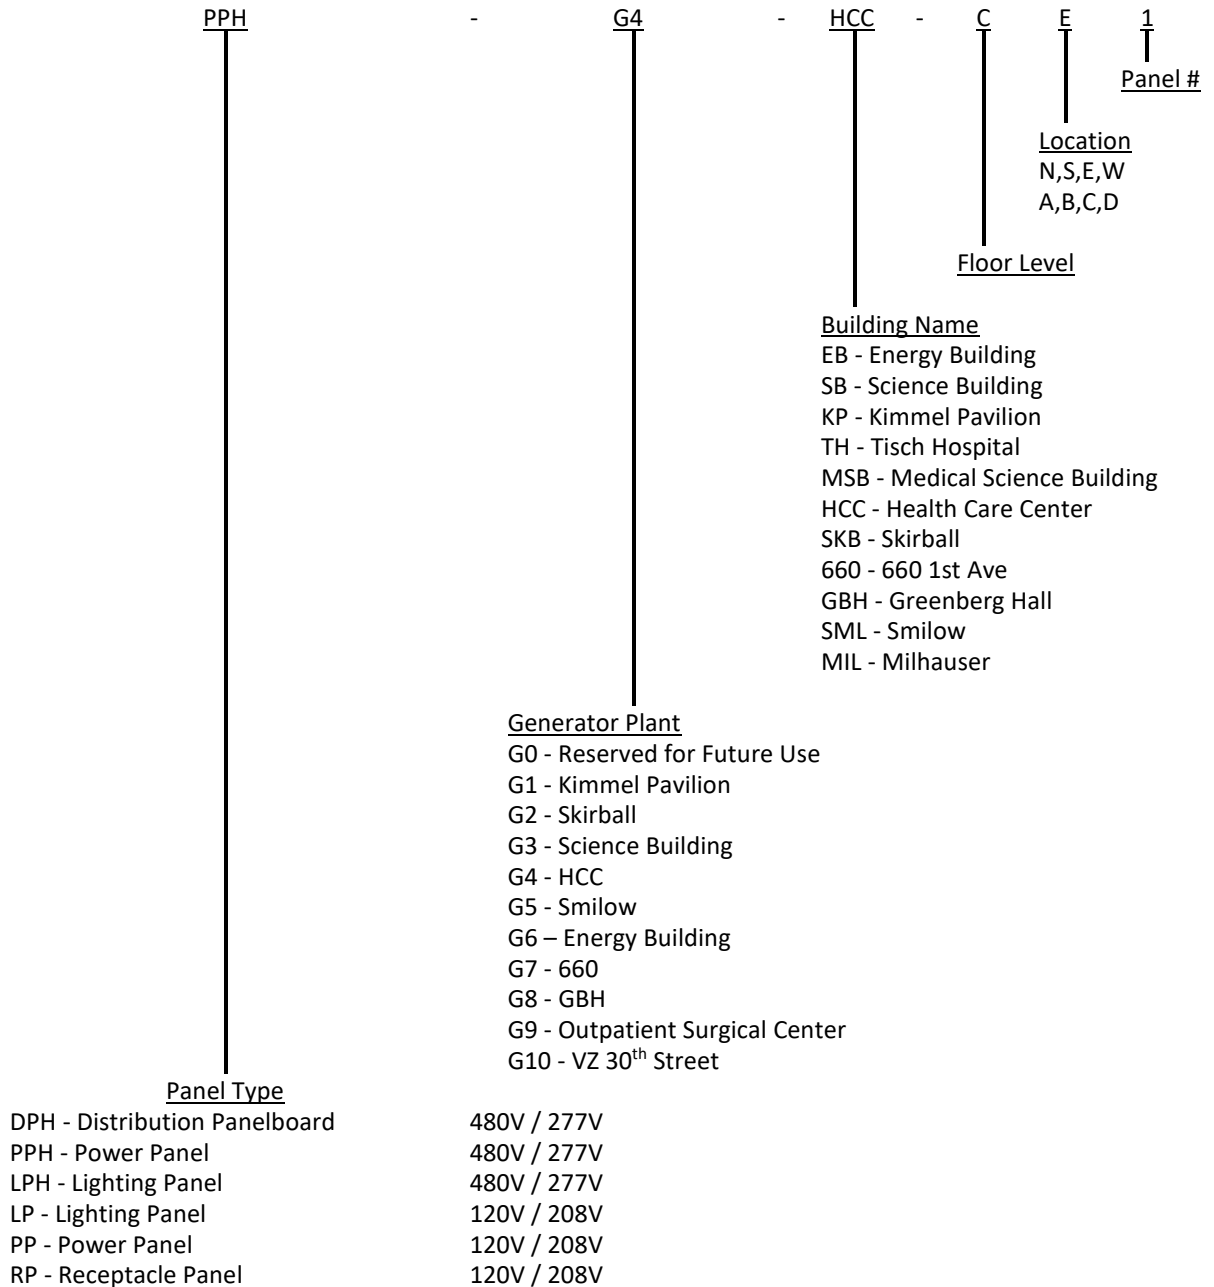 PPH - G4 - HCC - C E 1
Panel #
Location
N,S,E,W
A,B,C,D
Floor Level
Building Name
EB - Energy Building
SB - Science Building
KP - Kimmel Pavilion
TH - Tisch Hospital
MSB - Medical Science Building
HCC - Health Care Center
SKB - Skirball
660 - 660 1st Ave
GBH - Greenberg Hall
SML - Smilow
MIL - Milhauser
Generator Plant
G0 - Reserved for Future Use
G1 - Kimmel Pavilion
G2 - Skirball
G3 - Science Building
G4 - HCC
G5 - Smilow
G6 – Energy Building
G7 - 660
G8 - GBH
G9 - Outpatient Surgical Center
G10 - VZ 30th Street
Panel Type
DPH - Distribution Panelboard 480V / 277V
PPH - Power Panel 480V / 277V
LPH - Lighting Panel 480V / 277V
LP - Lighting Panel 120V / 208V
PP - Power Panel 120V / 208V
RP - Receptacle Panel 120V / 208V